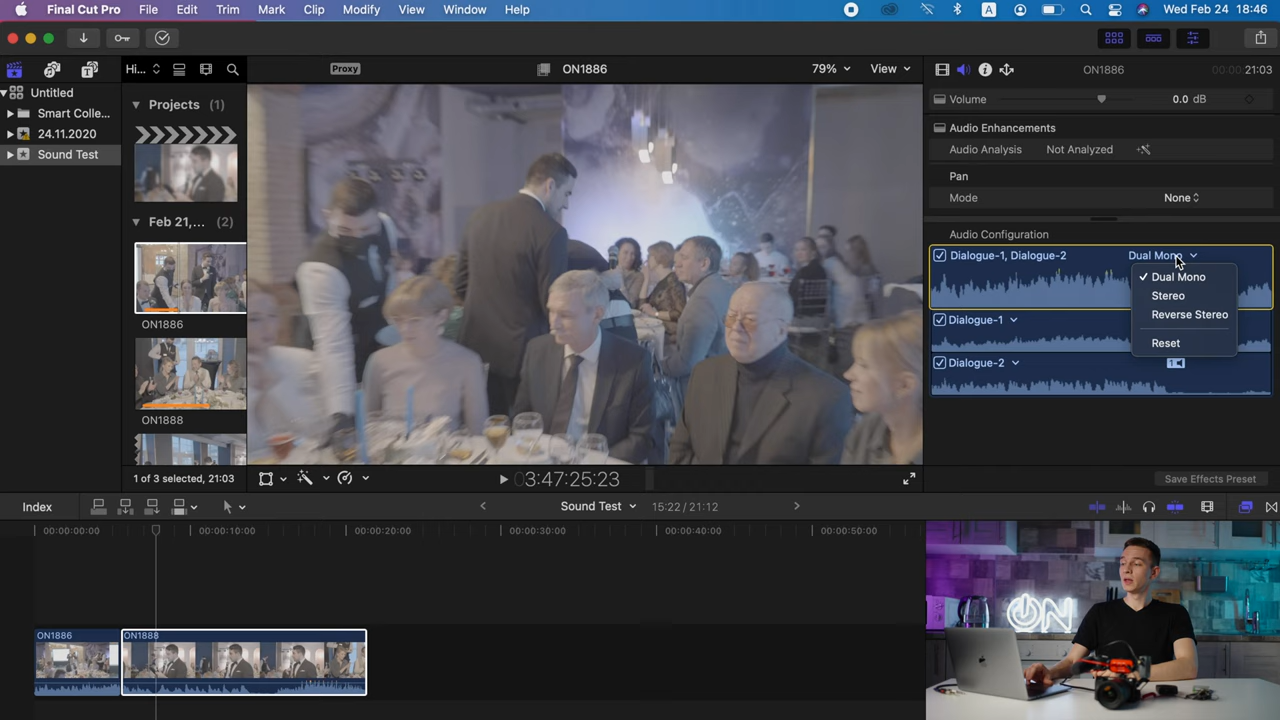 Final Cut Pro File Edit Trim Mark Clip Modify View Window Help A Wed Feb 24 18:46
Hi... Proxy ON1886 79% View ON1886 00:00:21:03
Untitled
Smart Colle...
24.11.2020
Sound Test
Projects (1)
Feb 21,... (2)
ON1886
ON1888
1 of 3 selected, 21:03
Volume 0.0 dB
Audio Enhancements
Audio Analysis Not Analyzed
Pan
Mode None
Audio Configuration
Dialogue-1, Dialogue-2 Dual Mono
Dual Mono
Stereo
Reverse Stereo
Reset
Dialogue-1
Dialogue-2 1
03:47:25:23
Save Effects Preset
Index Sound Test 15:22 / 21:12
00:00:00:00 00:00:10:00 00:00:20:00 00:00:30:00 00:00:40:00 00:00:50:00
ON1886 ON1888
ON